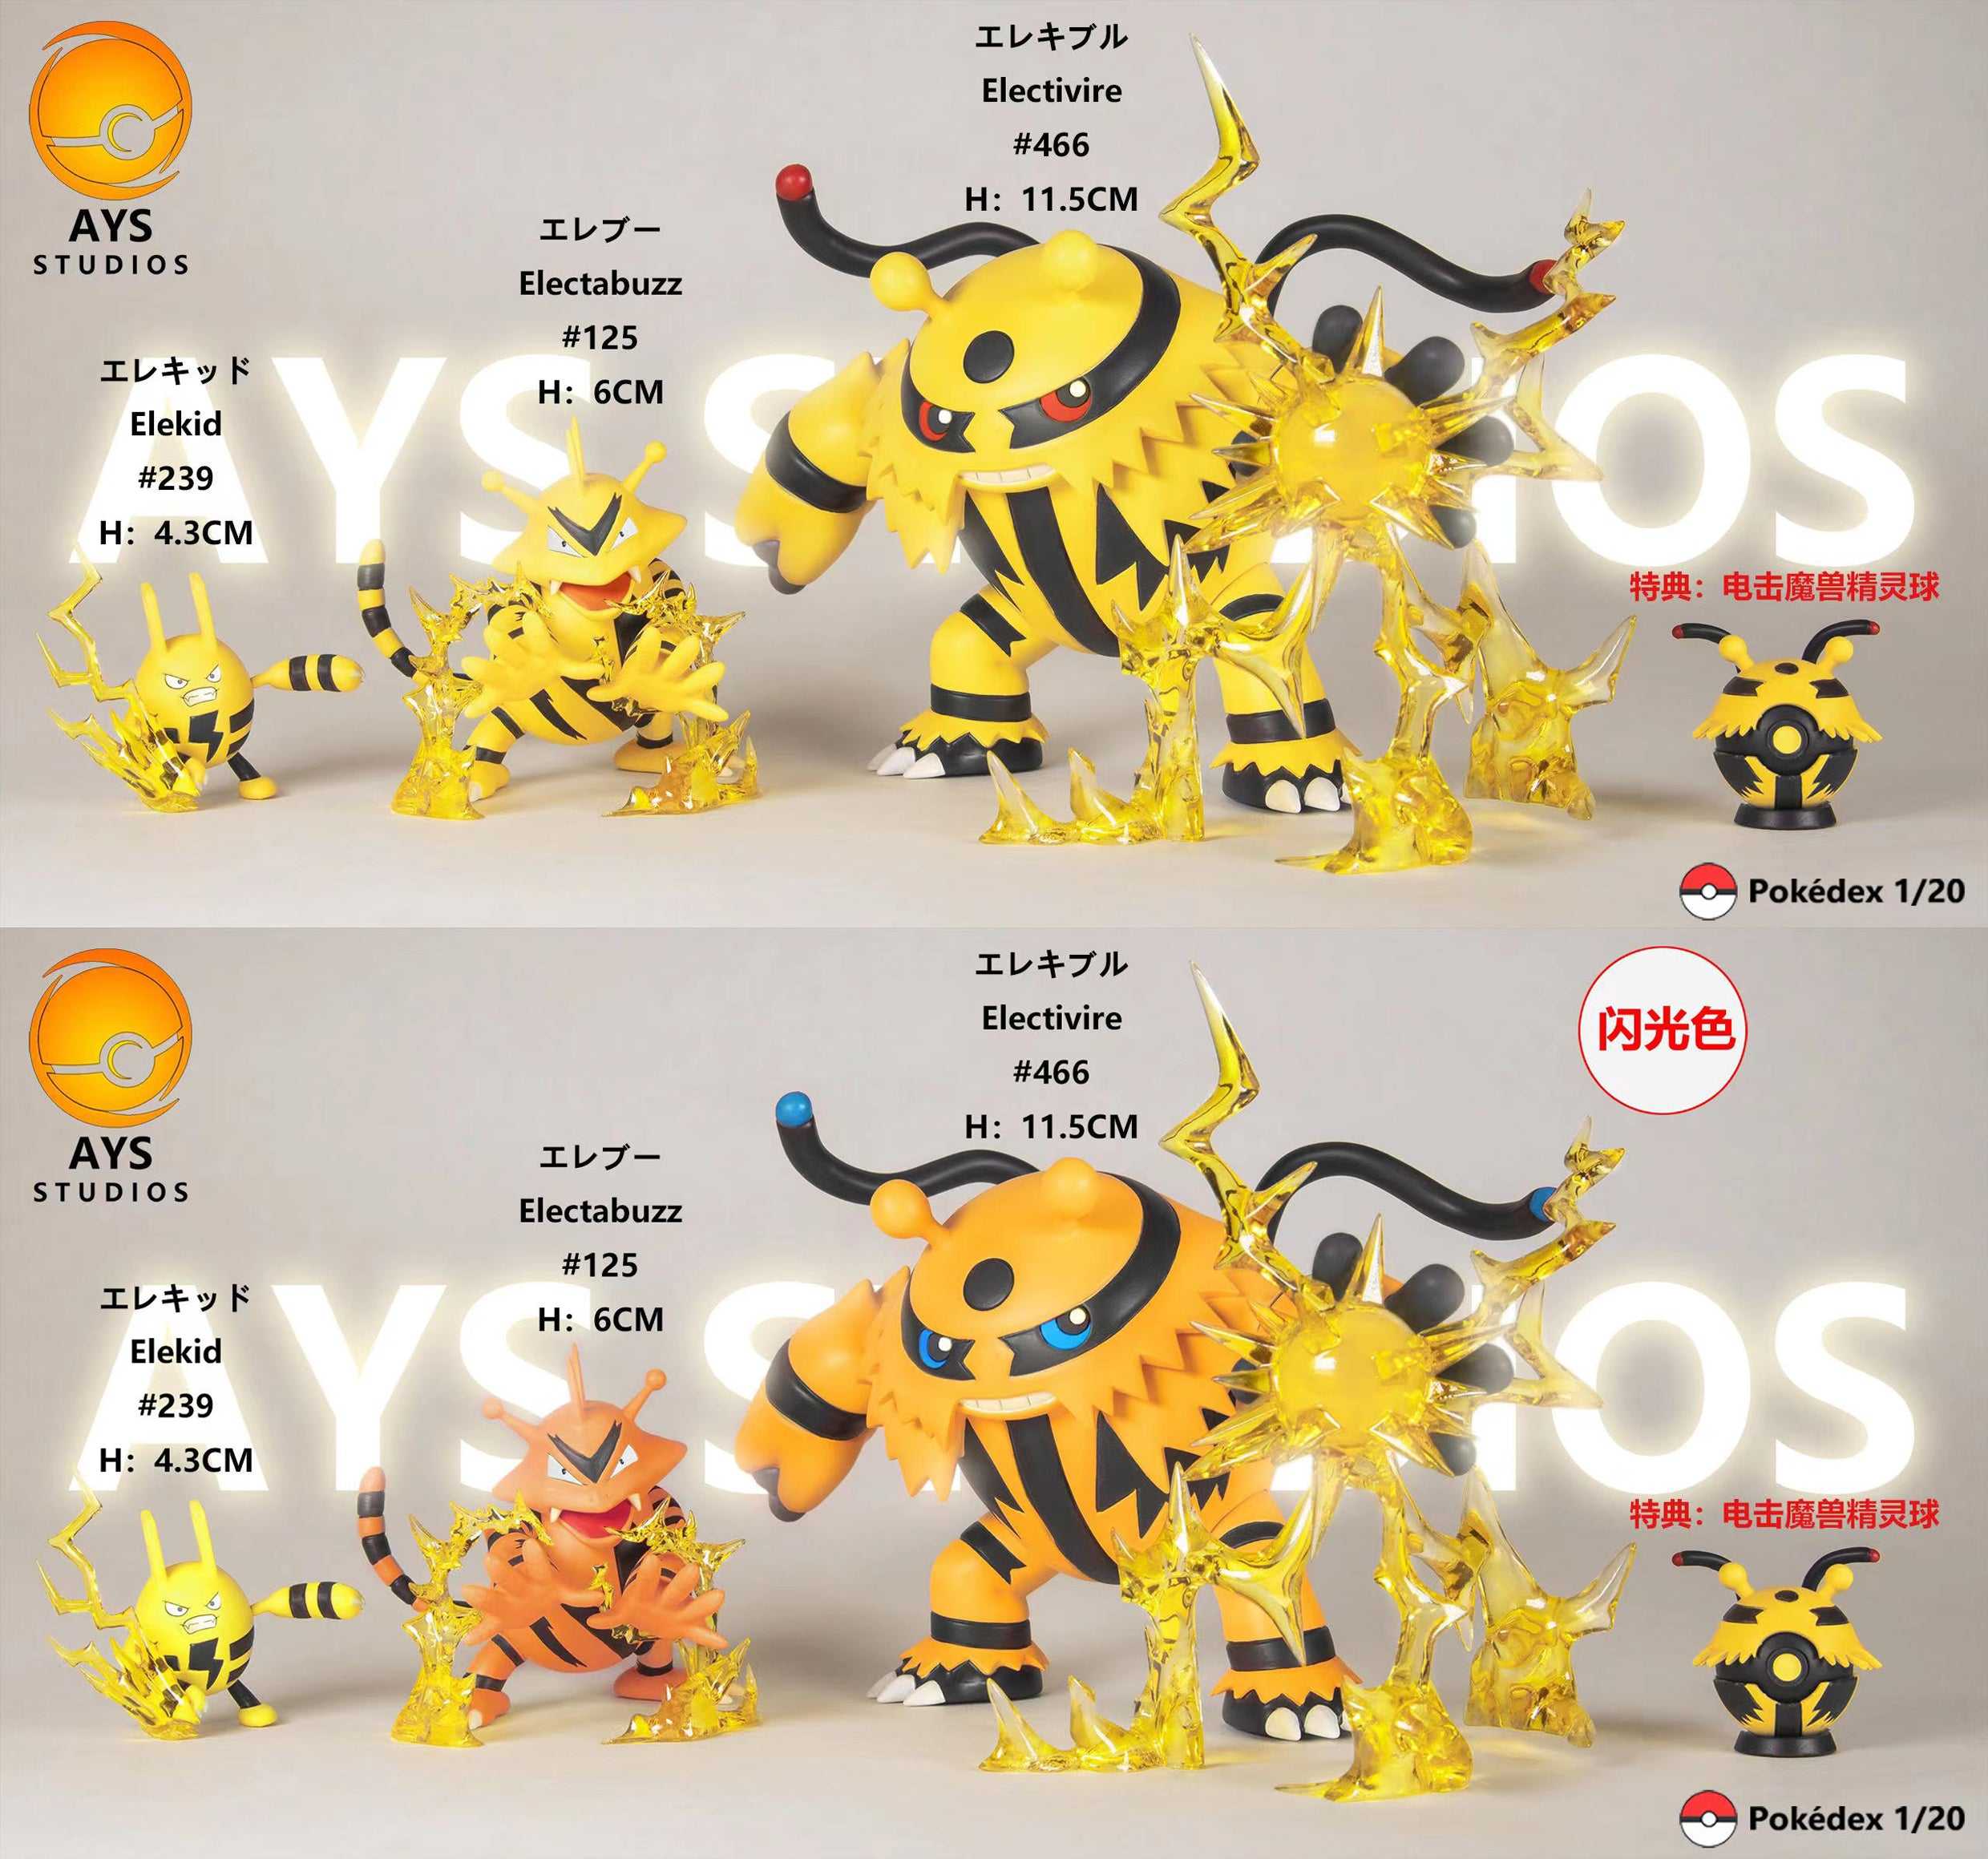 AYS
STUDIOS
エレキッド
Elekid
#239
H: 4.3CM
エレブー
Electabuzz
#125
H: 6CM
エレキブル
Electivire
#466
H: 11.5CM
AYS STUDIOS
特典：电击魔兽精灵球
Pokédex 1/20
AYS
STUDIOS
エレキッド
Elekid
#239
H: 4.3CM
エレブー
Electabuzz
#125
H: 6CM
エレキブル
Electivire
#466
H: 11.5CM
闪光色
AYS STUDIOS
特典：电击魔兽精灵球
Pokédex 1/20